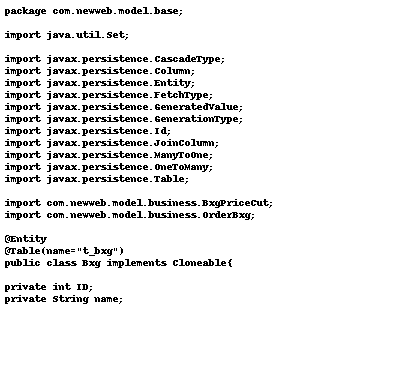 package com.newweb.model.base;
import java.util.Set;
import javax.persistence.CascadeType;
import javax.persistence.Column;
import javax.persistence.Entity;
import javax.persistence.FetchType;
import javax.persistence.GeneratedValue;
import javax.persistence.GenerationType;
import javax.persistence.Id;
import javax.persistence.JoinColumn;
import javax.persistence.ManyToOne;
import javax.persistence.OneToMany;
import javax.persistence.Table;
import com.newweb.model.business.BxgPriceCut;
import com.newweb.model.business.OrderBxg;
@Entity
@Table(name="t_bxg")
public class Bxg implements Cloneable{
private int ID;
private String name;